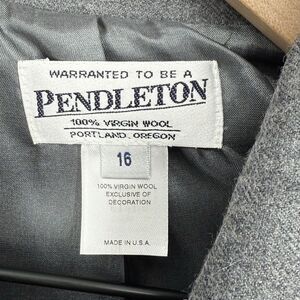 WARRANTED TO BE A
PENDLETON
100% VIRGIN WOOL
PORTLAND, OREGON
16
100% VIRGIN WOOL
EXCLUSIVE OF
DECORATION
MADE IN U.S.A.